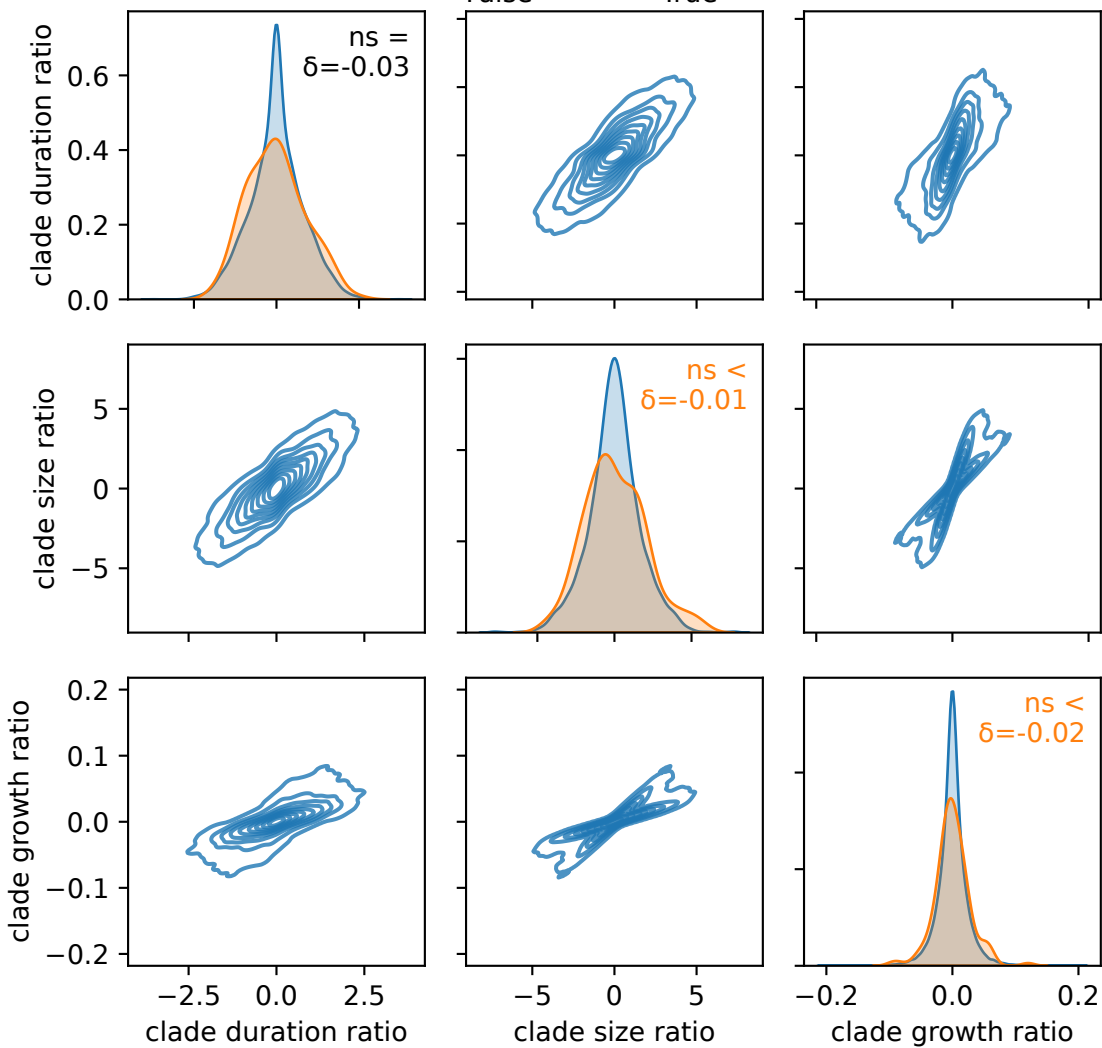 clade duration ratio
0.6
0.4
0.2
0.0
ns =
δ=-0.03
clade size ratio
5
0
−5
ns <
δ=-0.01
clade growth ratio
0.2
0.1
0.0
−0.1
−0.2
ns <
δ=-0.02
−2.5 0.0 2.5
−5 0 5
−0.2 0.0 0.2
clade duration ratio
clade size ratio
clade growth ratio